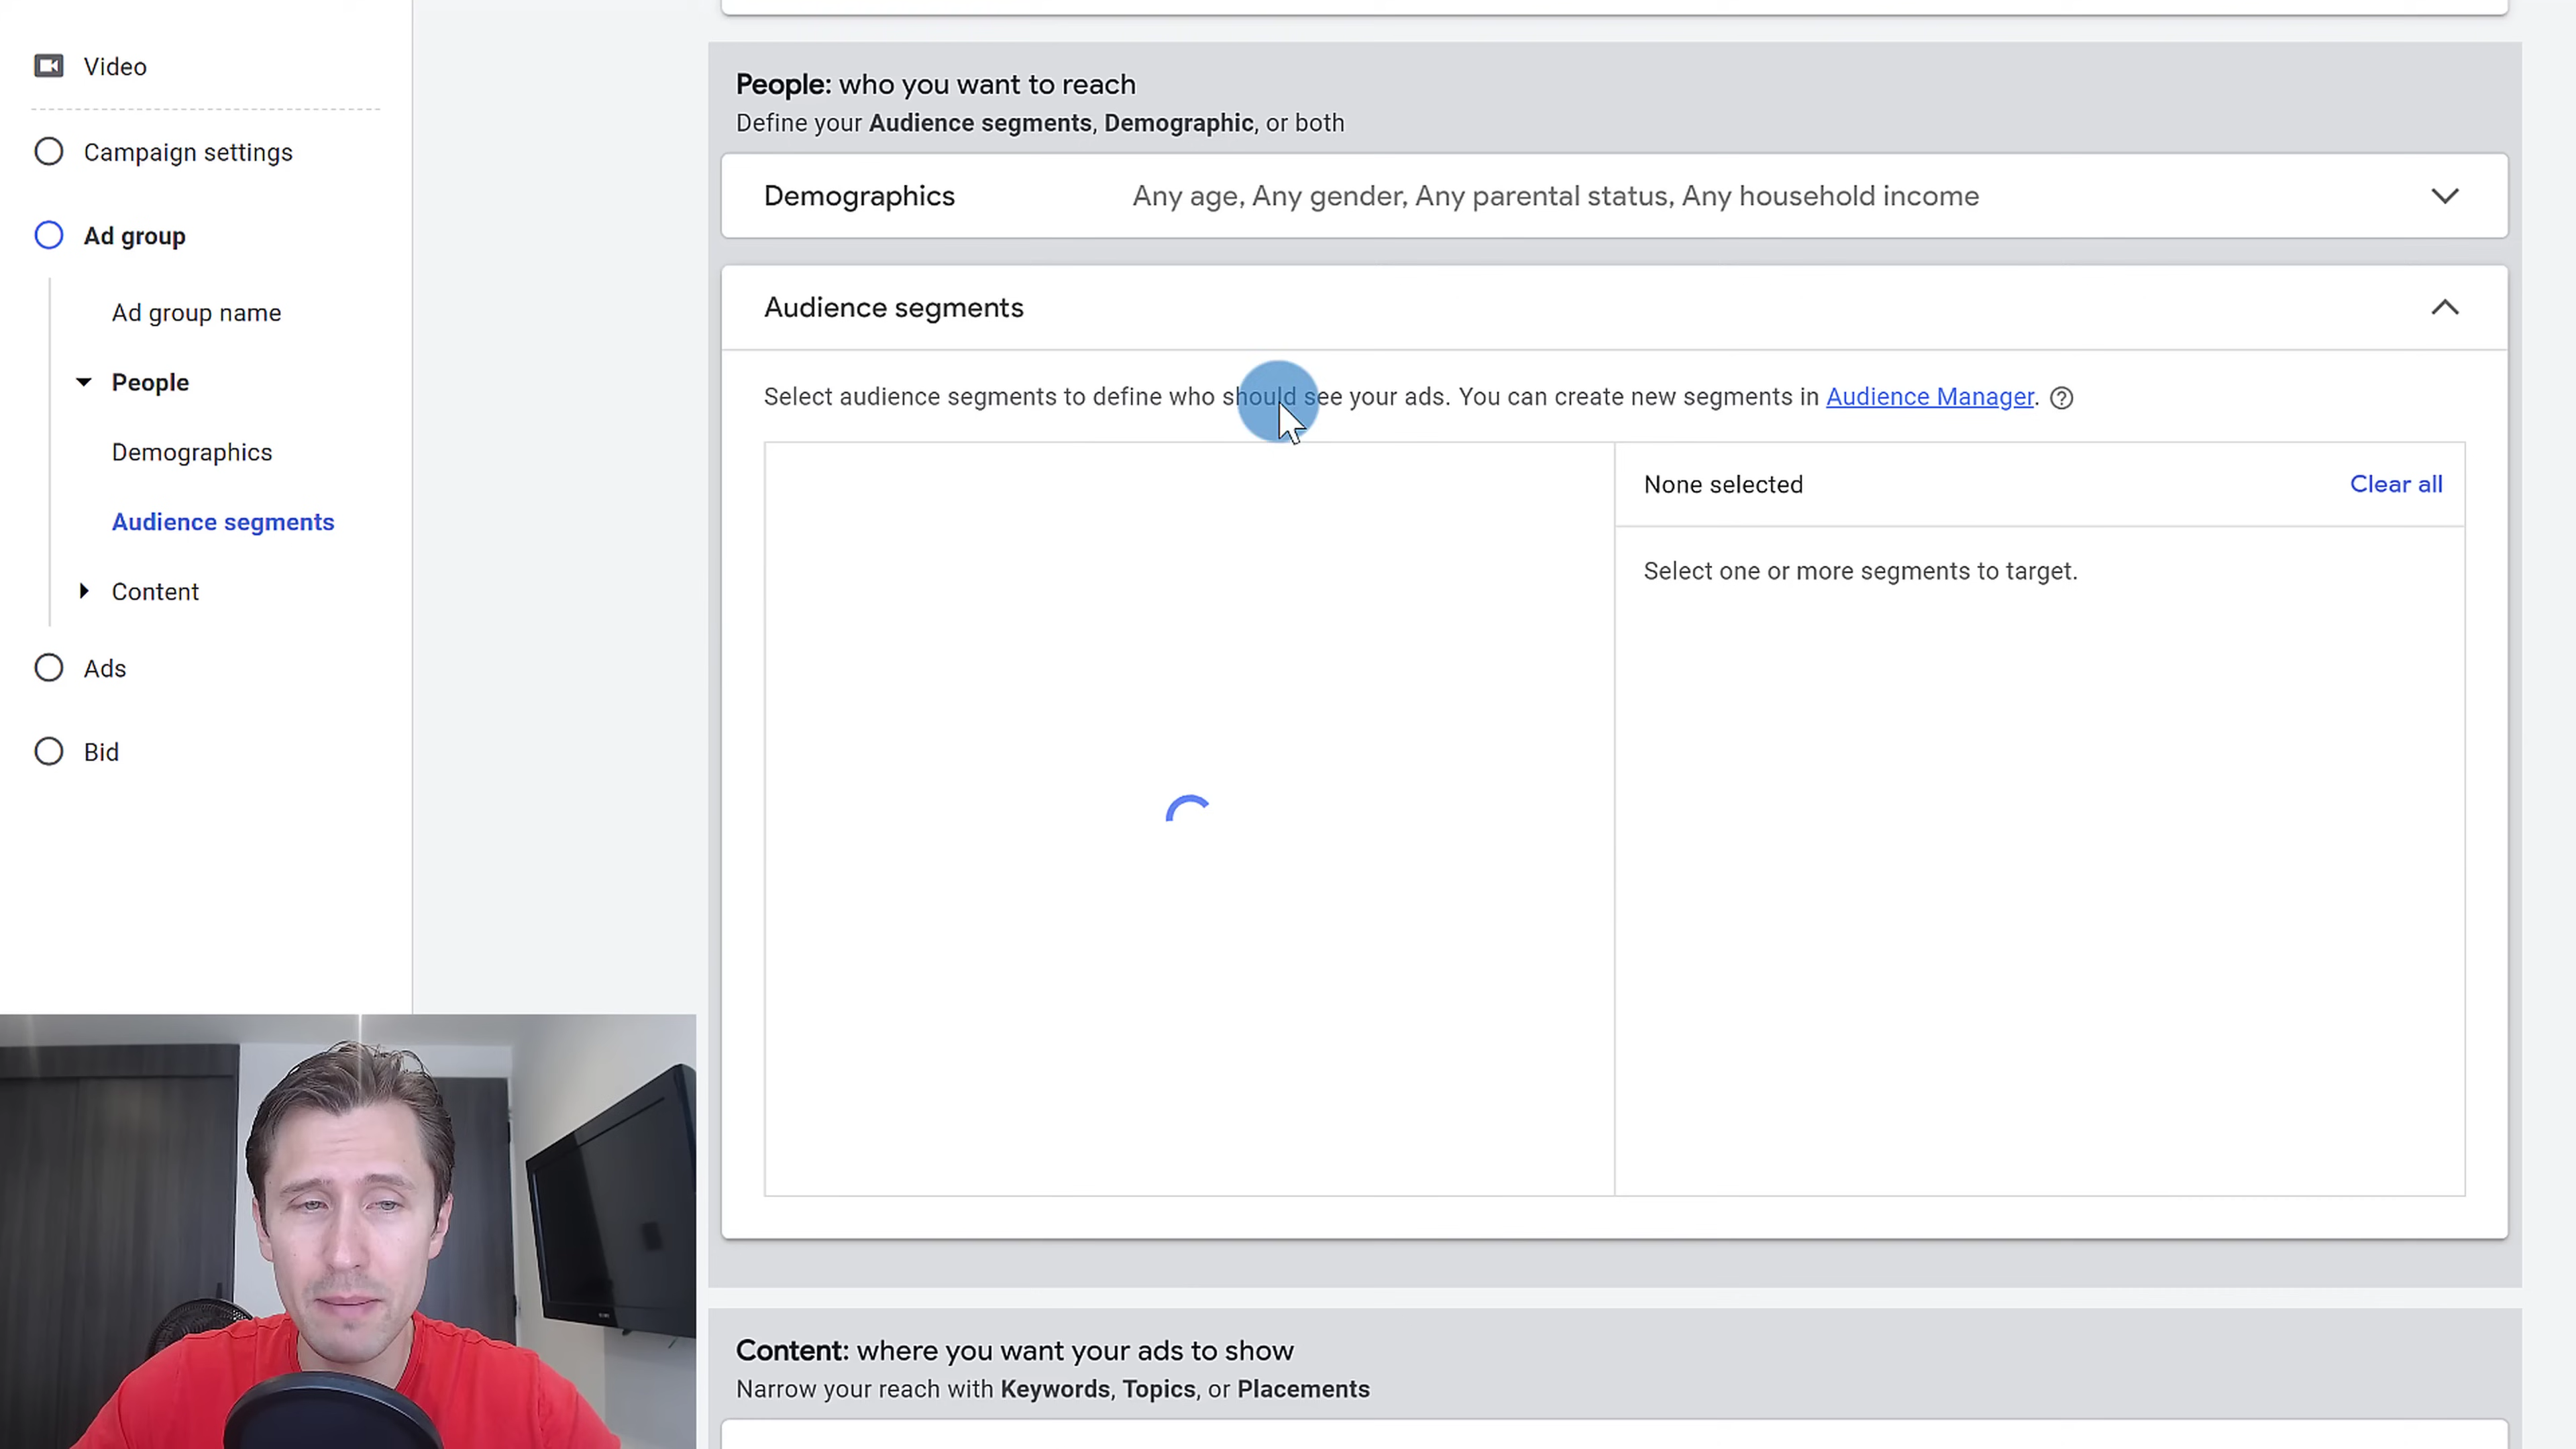 Video
Campaign settings
Ad group
Ad group name
People
Demographics
Audience segments
Content
Ads
Bid
People: who you want to reach
Define your Audience segments, Demographic, or both
Demographics Any age, Any gender, Any parental status, Any household income
Audience segments
Select audience segments to define who should see your ads. You can create new segments in Audience Manager.
None selected Clear all
Select one or more segments to target.
Content: where you want your ads to show
Narrow your reach with Keywords, Topics, or Placements